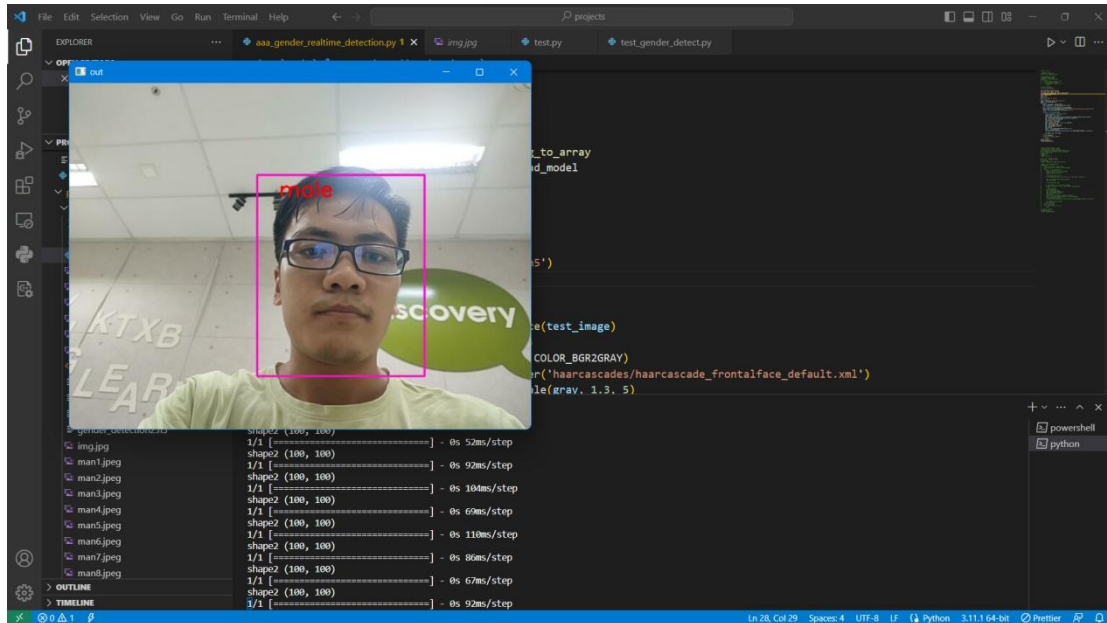 File Edit Selection View Go Run Terminal Help
projects
EXPLORER
aaa_gender_realtime_detection.py 1
img.jpg
test.py
test_gender_detect.py
out
male
scovery
KTXB
LEAR
g_to_array
d_model
5')
e(test_image)
COLOR_BGR2GRAY)
er('haarcascades/haarcascade_frontalface_default.xml')
le(gray, 1.3, 5)
img.jpg
man1.jpeg
man2.jpeg
man3.jpeg
man4.jpeg
man5.jpeg
man6.jpeg
man7.jpeg
man8.jpeg
OUTLINE
TIMELINE
shape2 (100, 100)
1/1 [==============================] - 0s 52ms/step
shape2 (100, 100)
1/1 [==============================] - 0s 92ms/step
shape2 (100, 100)
1/1 [==============================] - 0s 104ms/step
shape2 (100, 100)
1/1 [==============================] - 0s 69ms/step
shape2 (100, 100)
1/1 [==============================] - 0s 110ms/step
shape2 (100, 100)
1/1 [==============================] - 0s 86ms/step
shape2 (100, 100)
1/1 [==============================] - 0s 67ms/step
shape2 (100, 100)
1/1 [==============================] - 0s 92ms/step
powershell
python
0 1
Ln 28, Col 29 Spaces: 4 UTF-8 LF Python 3.11.1 64-bit Prettier